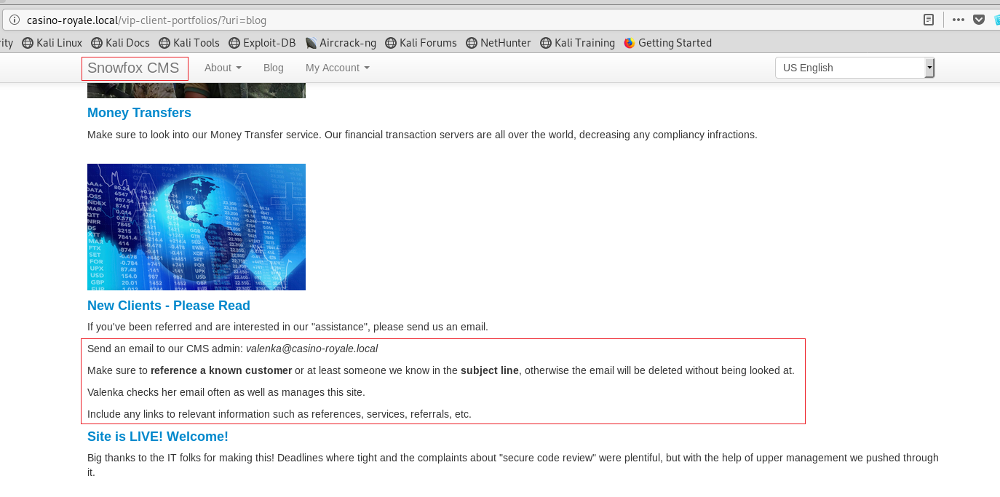 casino-royale.local/vip-client-portfolios/?uri=blog
rity Kali Linux Kali Docs Kali Tools Exploit-DB Aircrack-ng Kali Forums NetHunter Kali Training Getting Started
Snowfox CMS About Blog My Account US English
Money Transfers
Make sure to look into our Money Transfer service. Our financial transaction servers are all over the world, decreasing any compliancy infractions.
New Clients - Please Read
If you've been referred and are interested in our "assistance", please send us an email.
Send an email to our CMS admin: valenka@casino-royale.local
Make sure to reference a known customer or at least someone we know in the subject line, otherwise the email will be deleted without being looked at.
Valenka checks her email often as well as manages this site.
Include any links to relevant information such as references, services, referrals, etc.
Site is LIVE! Welcome!
Big thanks to the IT folks for making this! Deadlines where tight and the complaints about "secure code review" were plentiful, but with the help of upper management we pushed through
it.